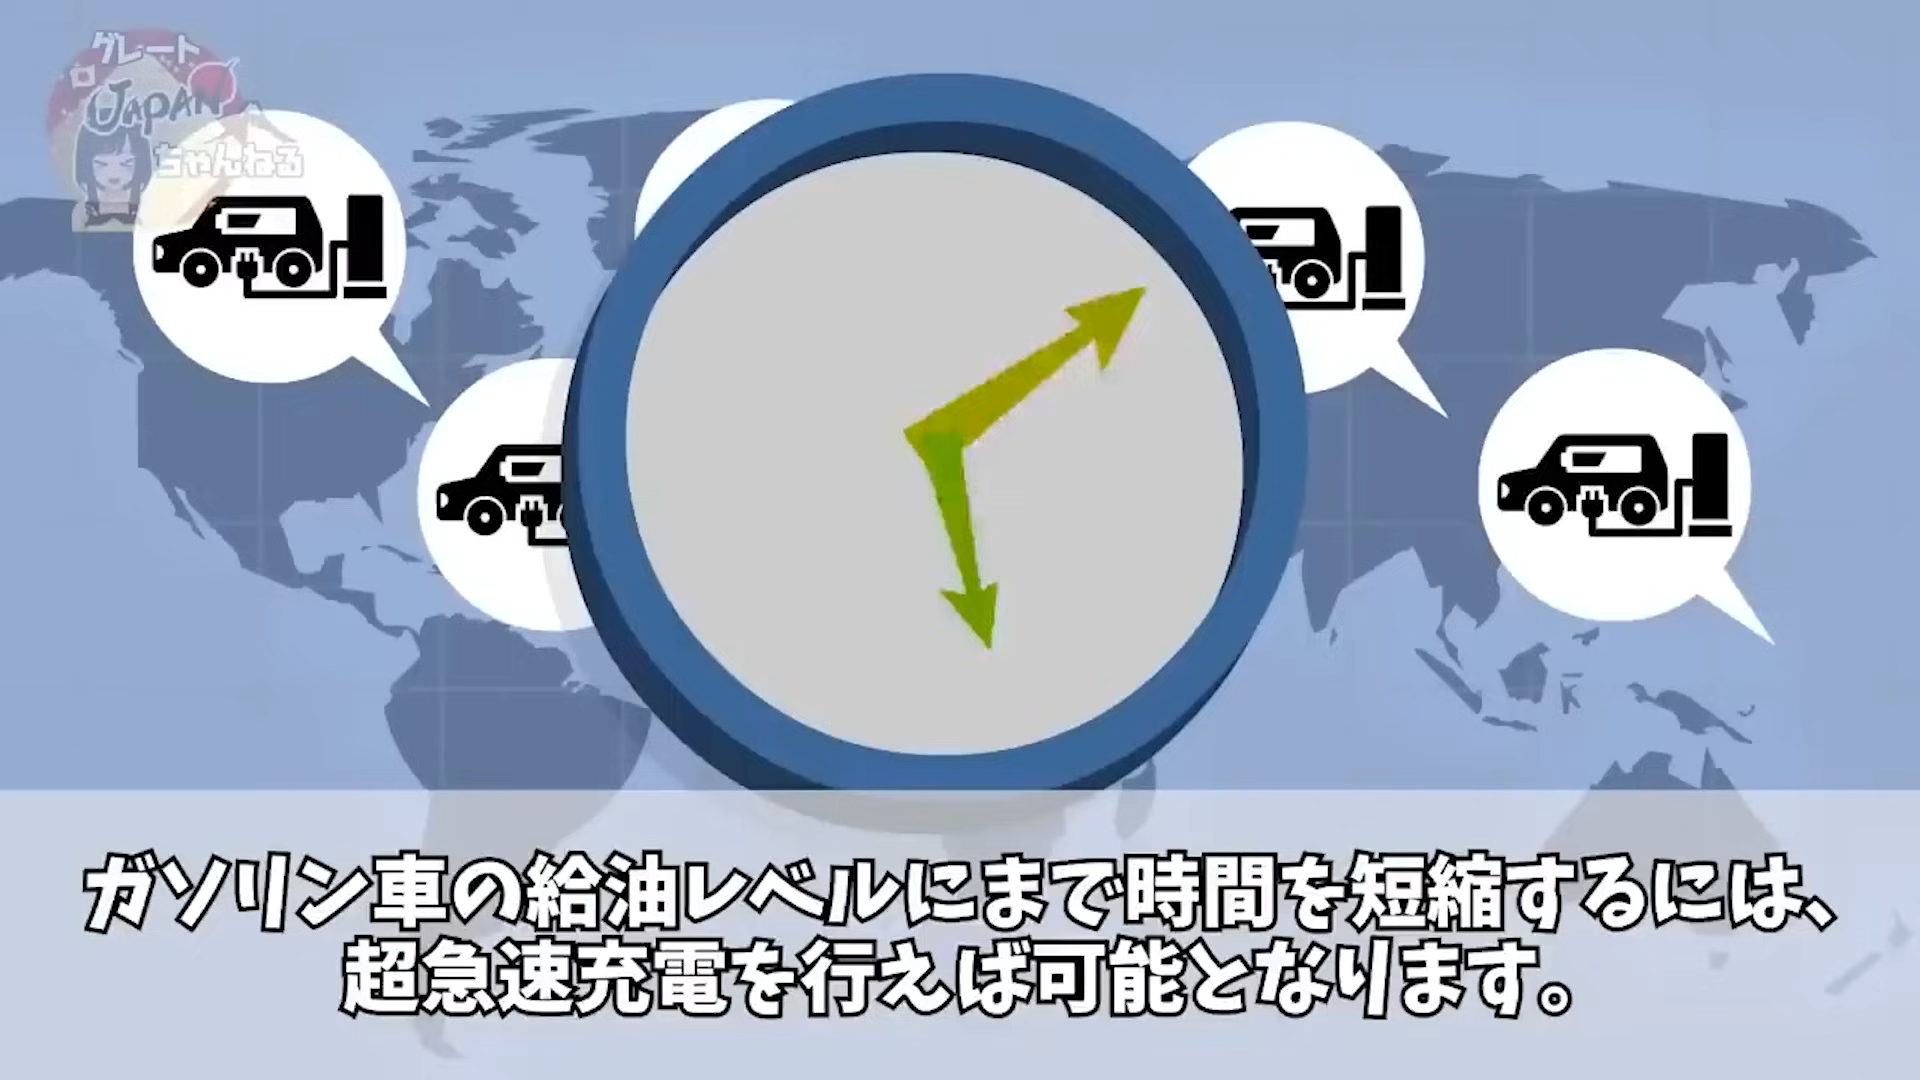 グレート
JAPAN
ちゃんねる
ガソリン車の給油レベルにまで時間を短縮するには、
超急速充電を行えば可能となります。